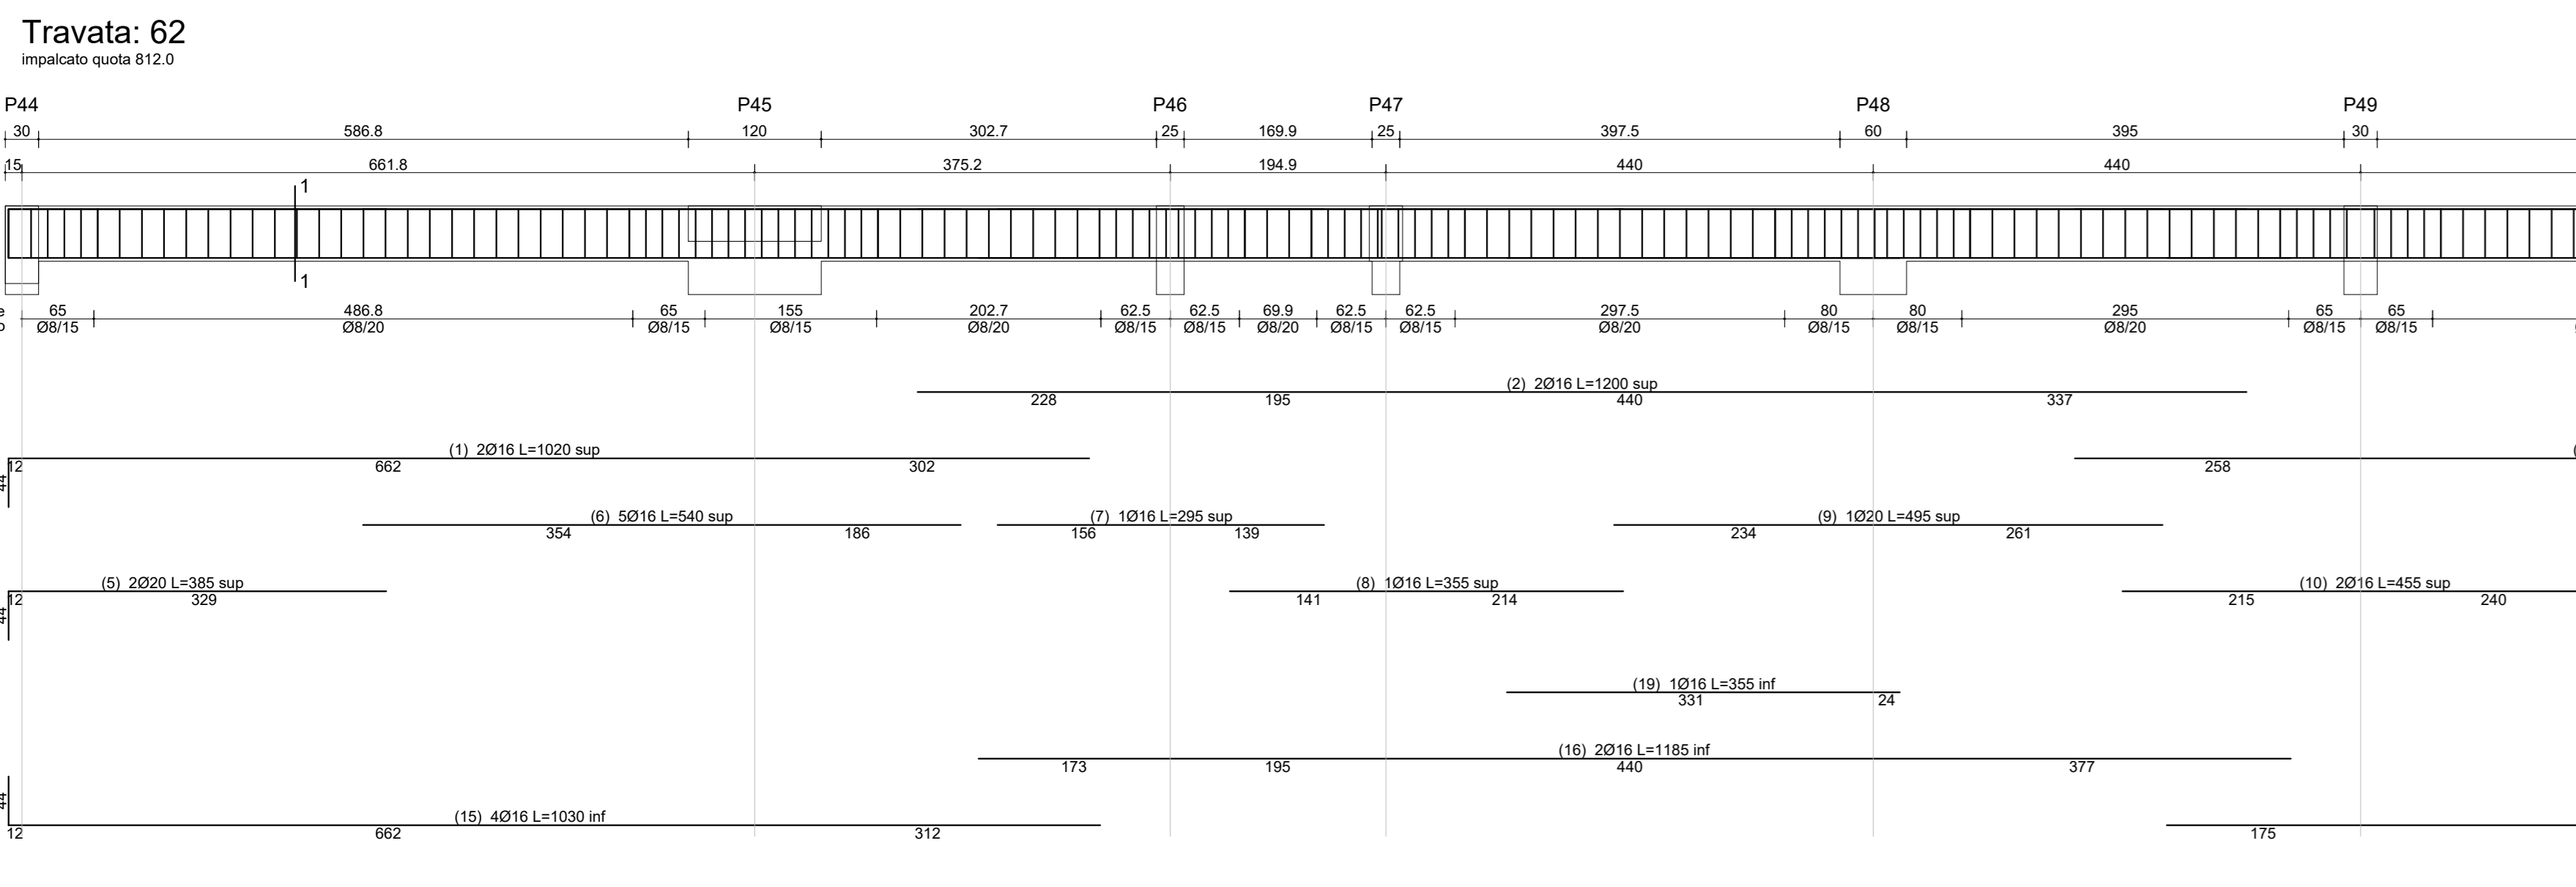 Travata: 62
impalcato quota 812.0
P44 P45 P46 P47 P48 P49
30 586.8 120 302.7 25 169.9 25 397.5 60 395 30
15 661.8 375.2 194.9 440 440
1
1
e 65 486.8 65 155 202.7 62.5 62.5 69.9 62.5 62.5 297.5 80 80 295 65 65
o Ø8/15 Ø8/20 Ø8/15 Ø8/15 Ø8/20 Ø8/15 Ø8/15 Ø8/20 Ø8/15 Ø8/15 Ø8/20 Ø8/15 Ø8/15 Ø8/20 Ø8/15 Ø8/15
(2) 2Ø16 L=1200 sup
228 195 440 337
(1) 2Ø16 L=1020 sup
12 662 302 258
44
(6) 5Ø16 L=540 sup (7) 1Ø16 L=295 sup (9) 1Ø20 L=495 sup
354 186 156 139 234 261
(5) 2Ø20 L=385 sup (8) 1Ø16 L=355 sup (10) 2Ø16 L=455 sup
12 329 141 214 215 240
44
(19) 1Ø16 L=355 inf
331 24
(16) 2Ø16 L=1185 inf
173 195 440 377
44
(15) 4Ø16 L=1030 inf
12 662 312 175